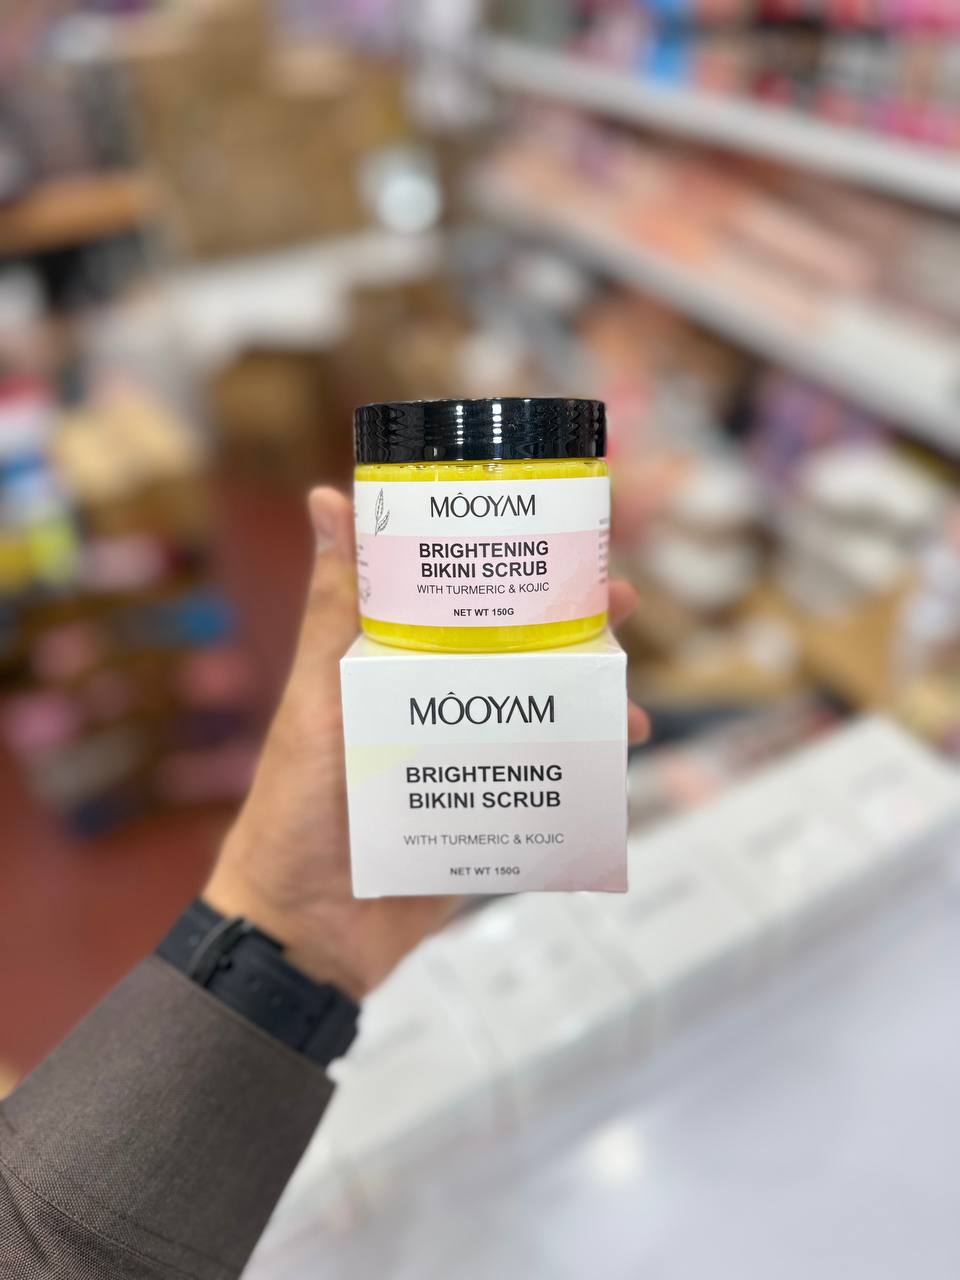 MÔOYAM
BRIGHTENING
BIKINI SCRUB
WITH TURMERIC & KOJIC
NET WT 150G
MÔOYAM
BRIGHTENING
BIKINI SCRUB
WITH TURMERIC & KOJIC
NET WT 150G